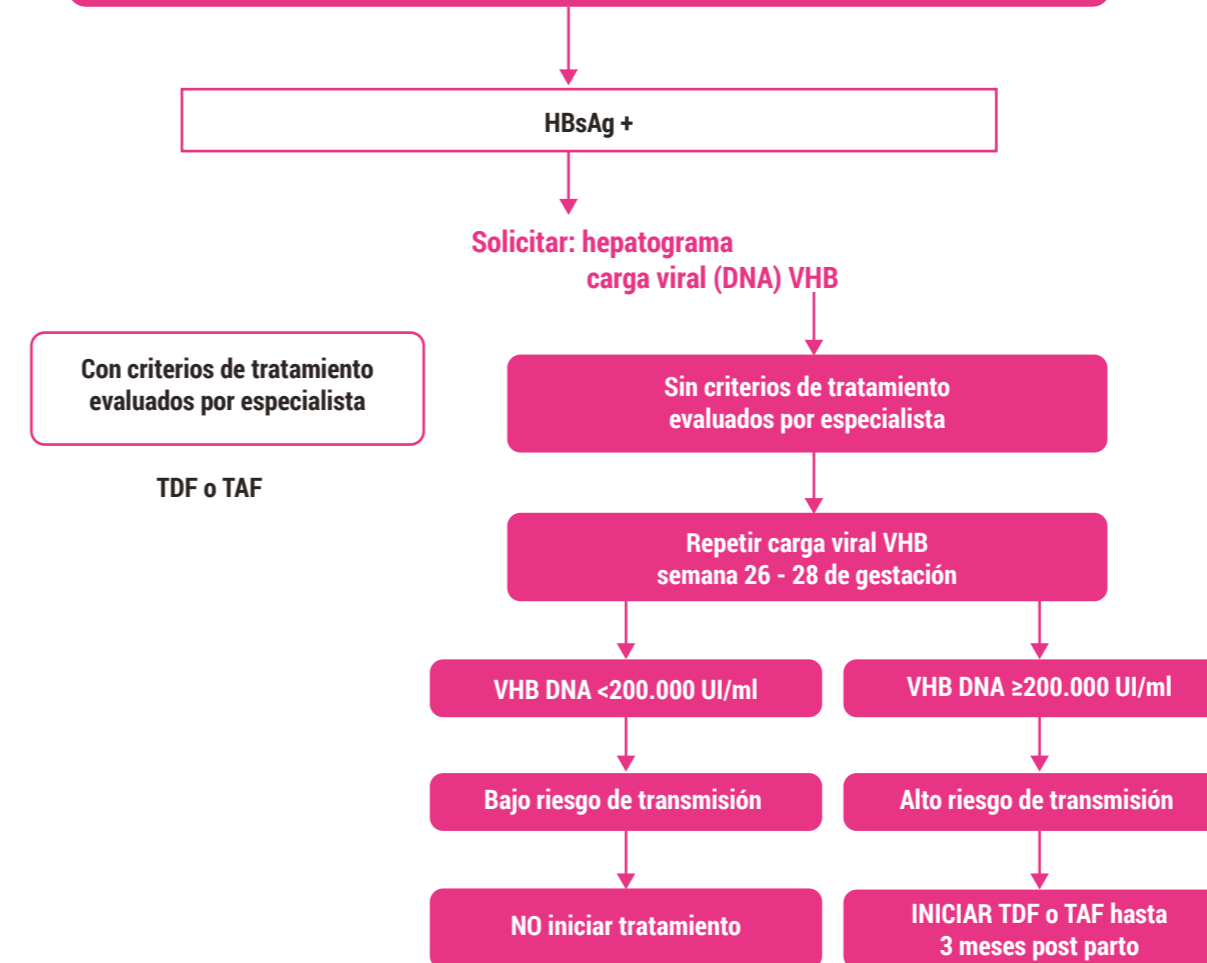 HBsAg +
Solicitar: hepatograma
carga viral (DNA) VHB
Con criterios de tratamiento
evaluados por especialista
TDF o TAF
Sin criterios de tratamiento
evaluados por especialista
Repetir carga viral VHB
semana 26 - 28 de gestación
VHB DNA <200.000 UI/ml
VHB DNA ≥200.000 UI/ml
Bajo riesgo de transmisión
Alto riesgo de transmisión
NO iniciar tratamiento
INICIAR TDF o TAF hasta
3 meses post parto